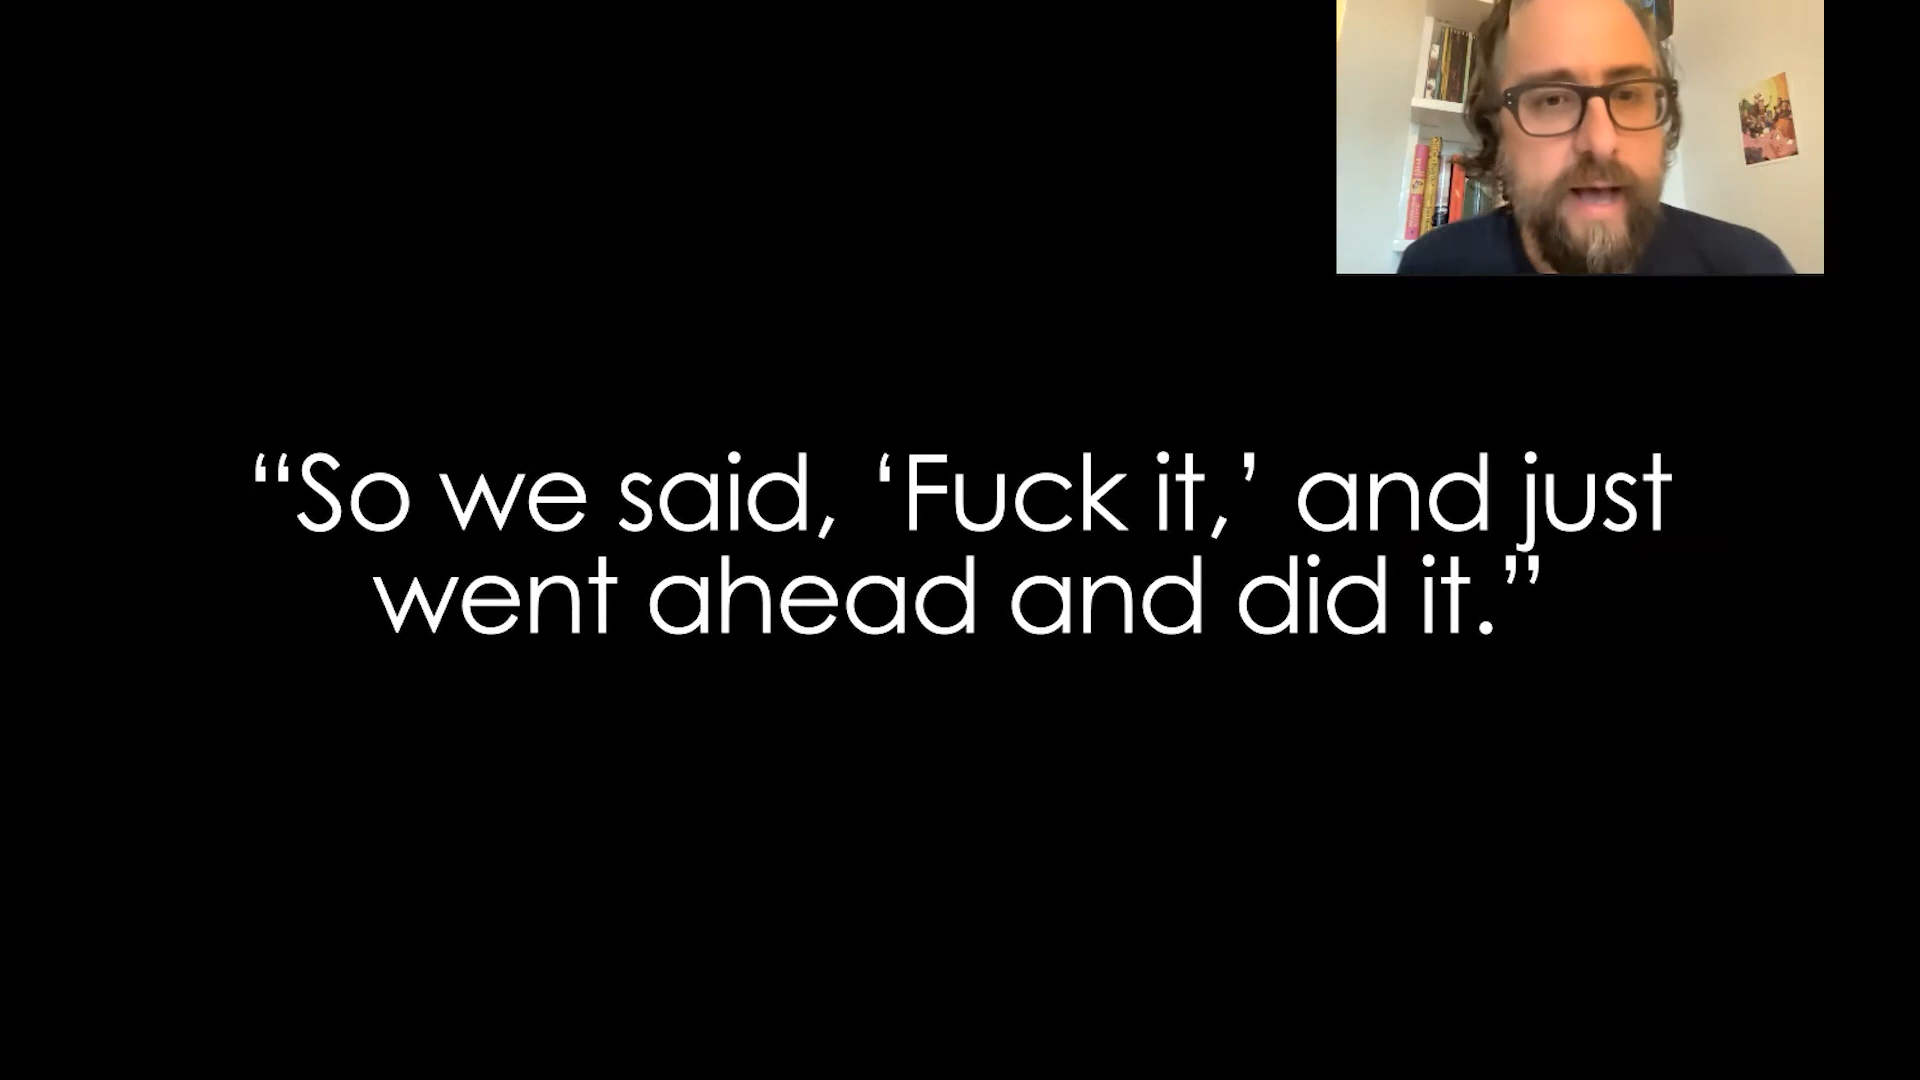 “So we said, ‘Fuck it,’ and just
went ahead and did it.”